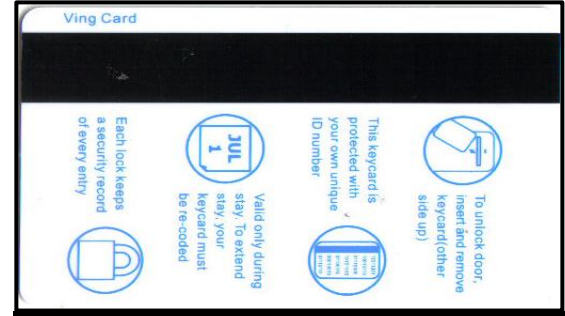 Ving Card
To unlock door,
insert and remove
keycard(other
side up)
This keycard is
protected with
your own unique
ID number
JUL
1
Valid only during
stay. To extend
stay, your
keycard must
be re-coded
Each lock keeps
a security record
of every entry